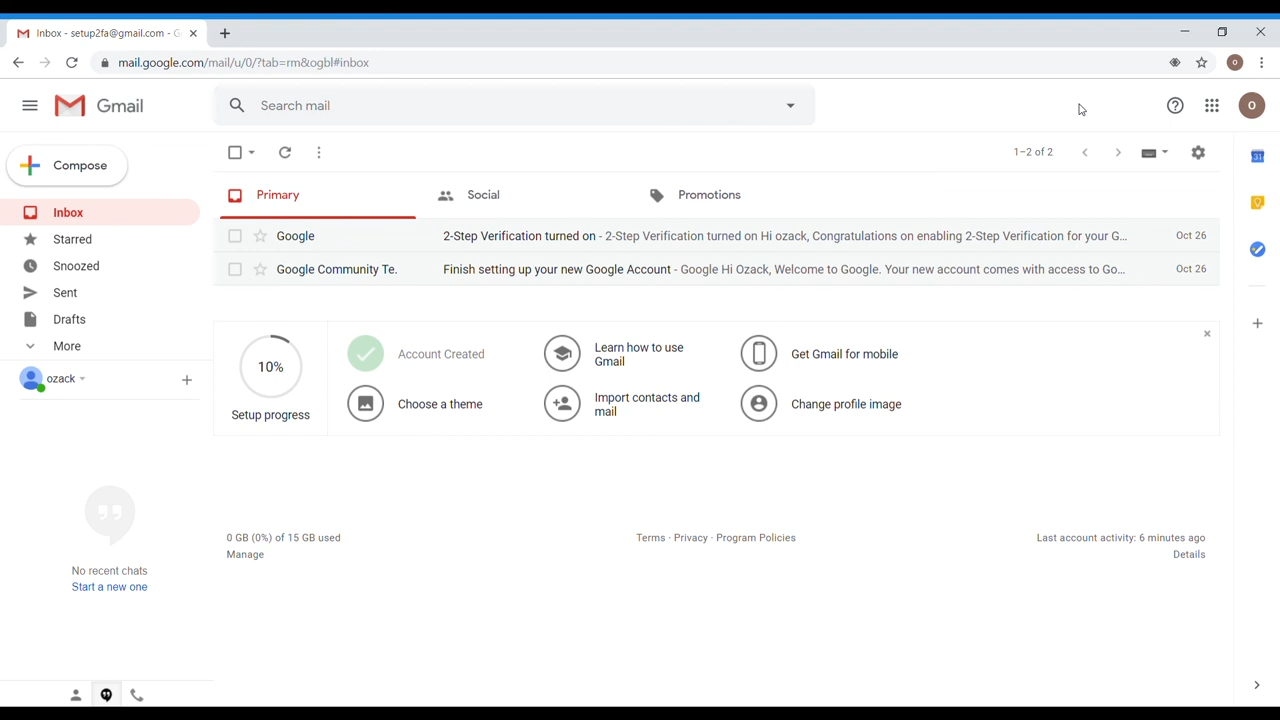 Inbox - setup2fa@gmail.com - G
mail.google.com/mail/u/0/?tab=rm&ogbl#inbox
O
Gmail
Search mail
O
Compose
1–2 of 2
31
Primary
Social
Promotions
Inbox
Starred
Snoozed
Sent
Drafts
More
Google
2-Step Verification turned on - 2-Step Verification turned on Hi ozack, Congratulations on enabling 2-Step Verification for your G...
Oct 26
Google Community Te.
Finish setting up your new Google Account - Google Hi Ozack, Welcome to Google. Your new account comes with access to Go...
Oct 26
10%
Setup progress
Account Created
Learn how to use
Gmail
Get Gmail for mobile
Choose a theme
Import contacts and
mail
Change profile image
ozack
No recent chats
Start a new one
0 GB (0%) of 15 GB used
Manage
Terms · Privacy · Program Policies
Last account activity: 6 minutes ago
Details